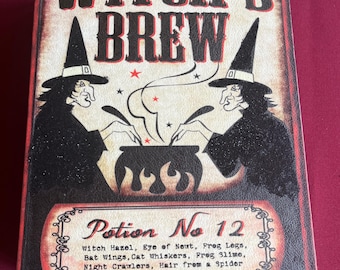 WITCH'S
BREW
Potion No 12
Witch Hazel, Eye of Newt, Frog Legs,
Bat Wings,Cat Whiskers, Frog Slime,
Night Crawlers, Hair from a Spider